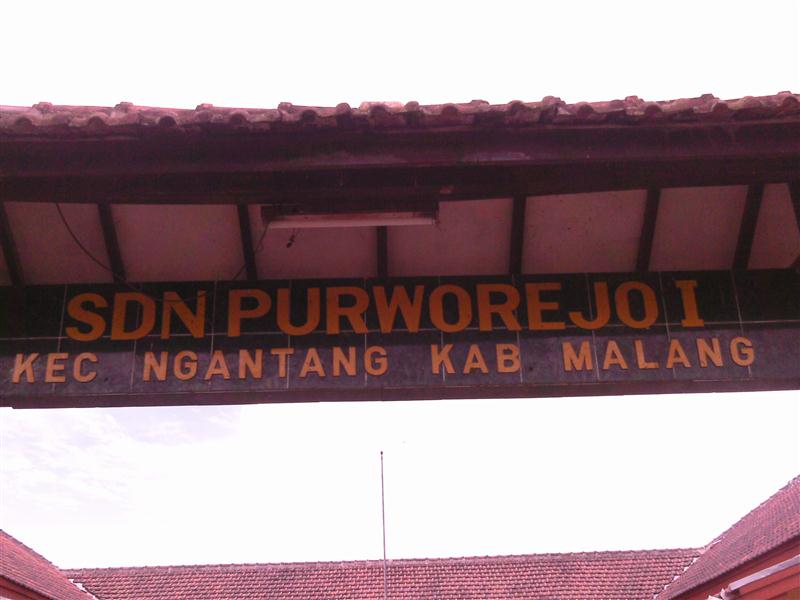 SDN PURWOREJO I
KEC NGANTANG KAB MALANG